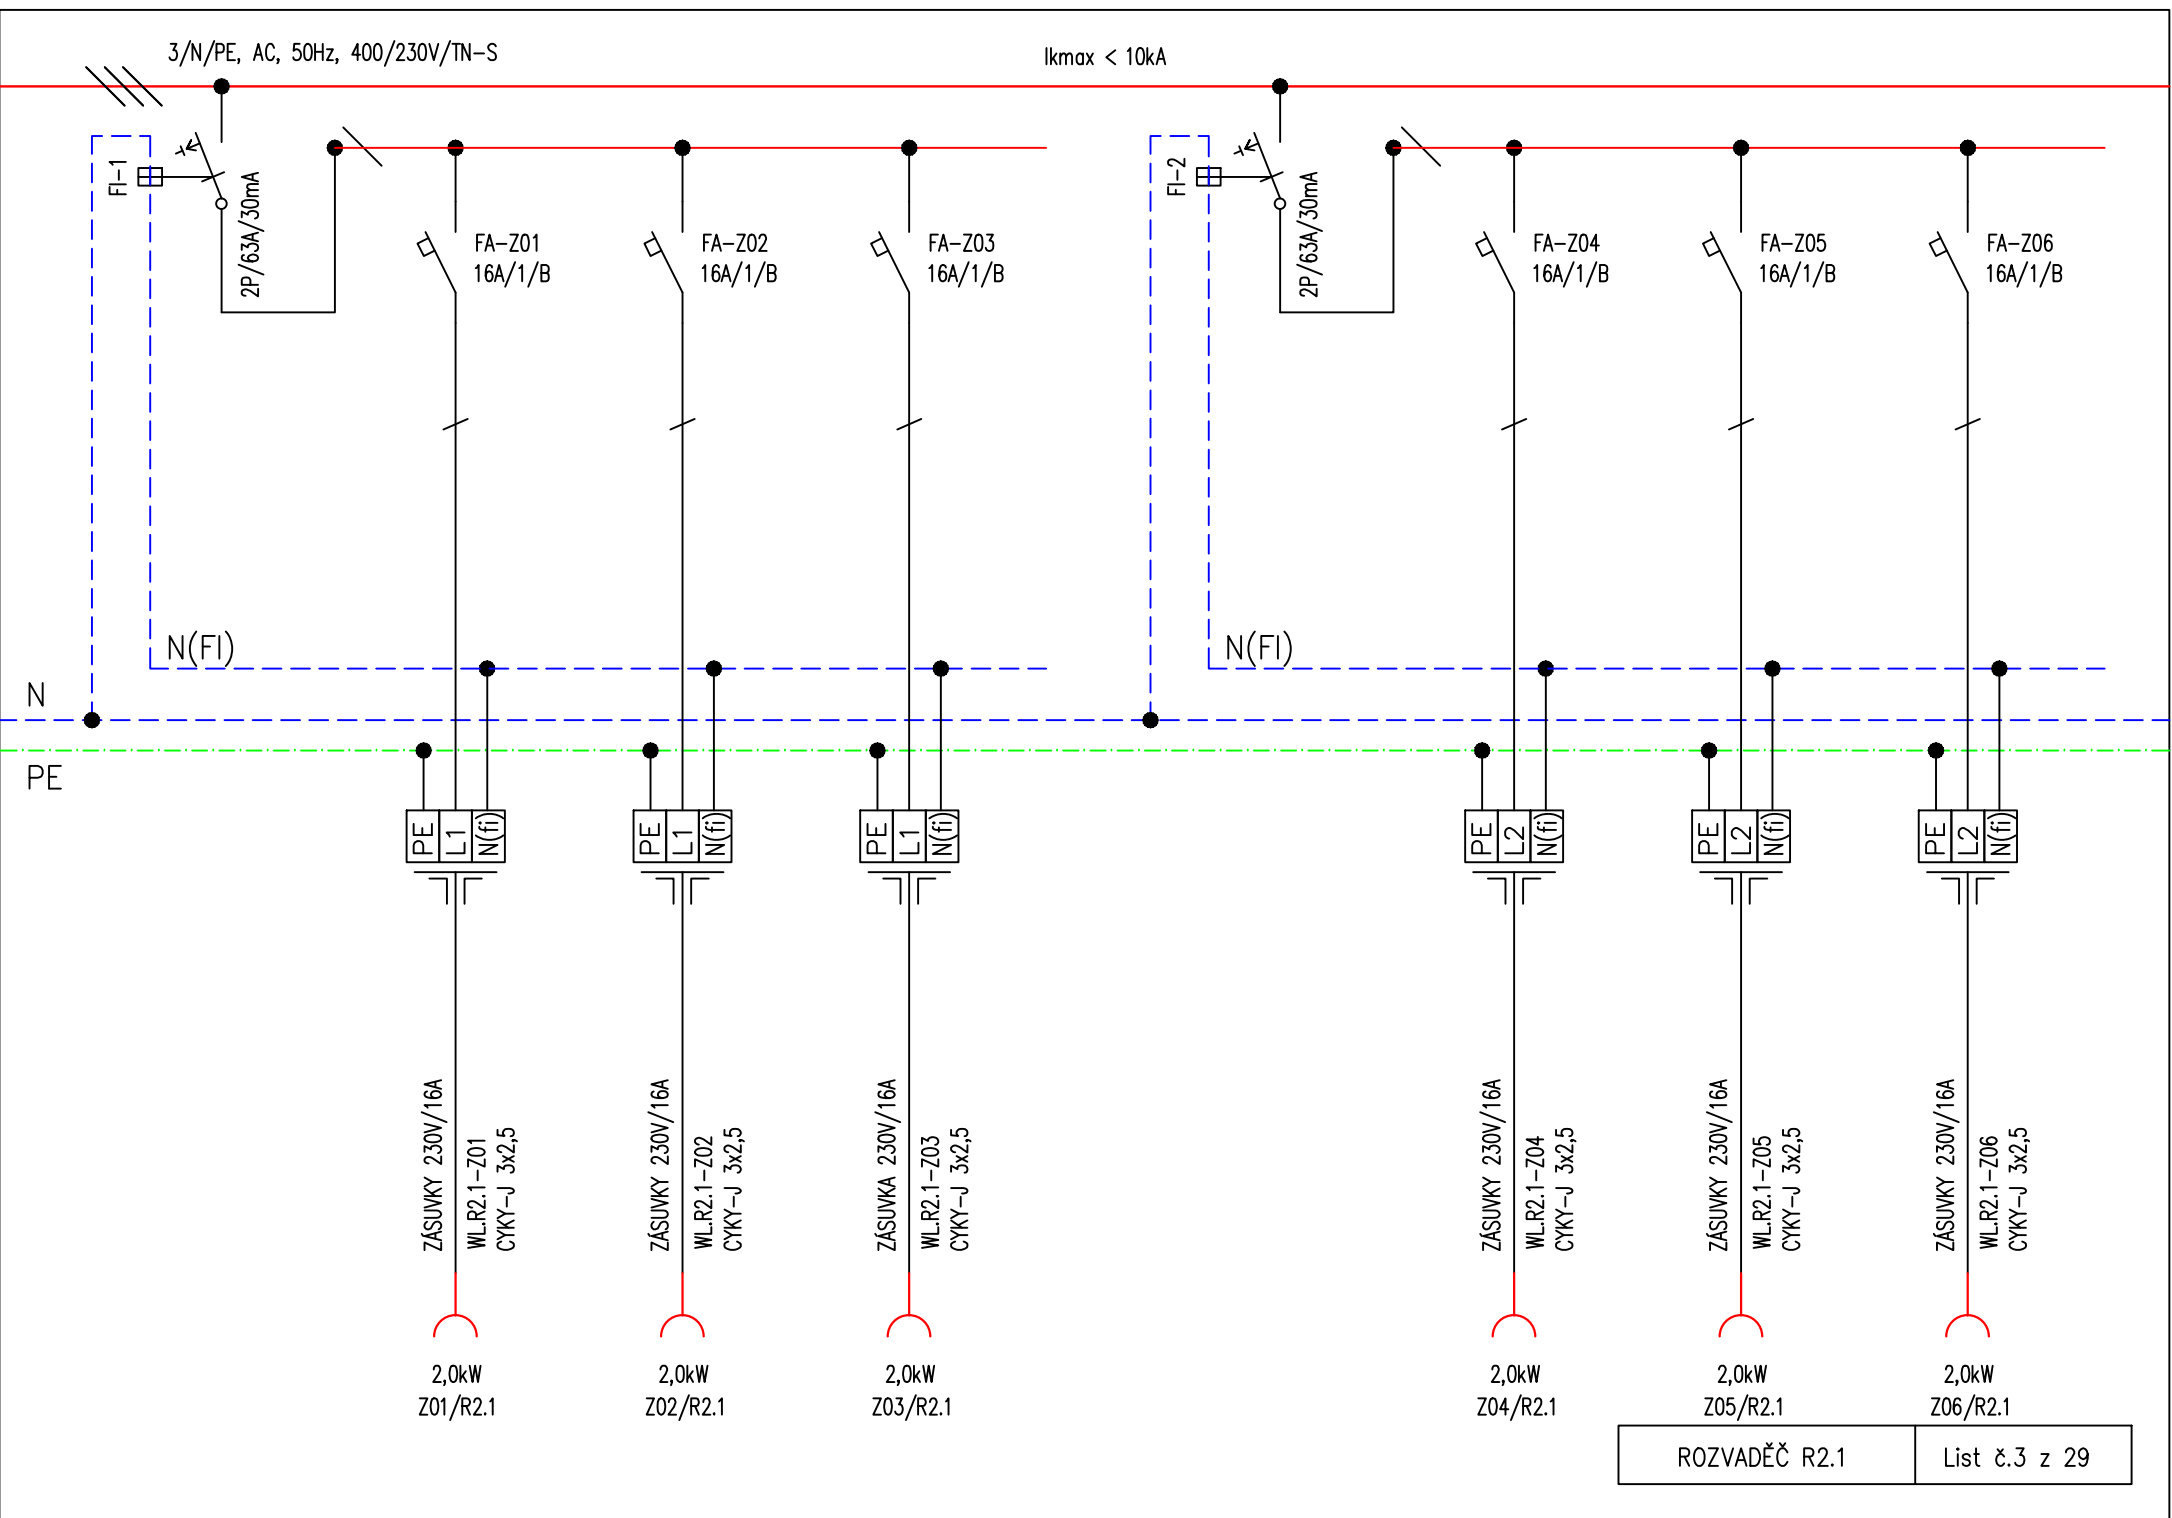 3/N/PE, AC, 50Hz, 400/230V/TN-S
Ikmax < 10kA
FI-1
2P/63A/30mA
FA-Z01
16A/1/B
FA-Z02
16A/1/B
FA-Z03
16A/1/B
FI-2
2P/63A/30mA
FA-Z04
16A/1/B
FA-Z05
16A/1/B
FA-Z06
16A/1/B
N(FI)
N(FI)
N
PE
PE
L1
N(fi)
PE
L1
N(fi)
PE
L1
N(fi)
PE
L2
N(fi)
PE
L2
N(fi)
PE
L2
N(fi)
ZÁSUVKY 230V/16A
WL.R2.1-Z01
CYKY-J 3x2,5
ZÁSUVKY 230V/16A
WL.R2.1-Z02
CYKY-J 3x2,5
ZÁSUVKA 230V/16A
WL.R2.1-Z03
CYKY-J 3x2,5
ZÁSUVKY 230V/16A
WL.R2.1-Z04
CYKY-J 3x2,5
ZÁSUVKY 230V/16A
WL.R2.1-Z05
CYKY-J 3x2,5
ZÁSUVKY 230V/16A
WL.R2.1-Z06
CYKY-J 3x2,5
2,0kW
Z01/R2.1
2,0kW
Z02/R2.1
2,0kW
Z03/R2.1
2,0kW
Z04/R2.1
2,0kW
Z05/R2.1
2,0kW
Z06/R2.1
ROZVADĚČ R2.1
List č.3 z 29